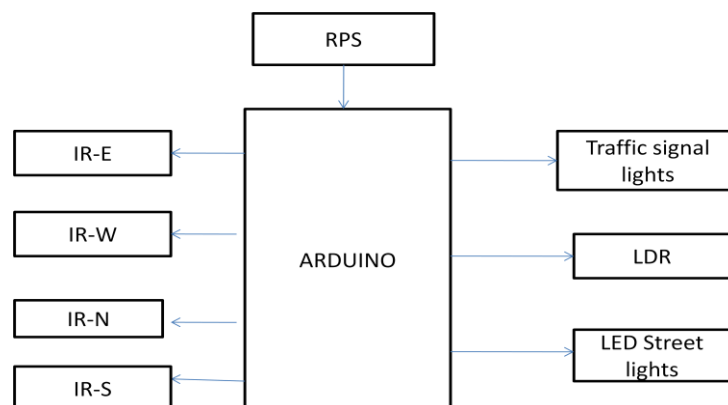 RPS
IR-E
IR-W
IR-N
IR-S
ARDUINO
Traffic signal
lights
LDR
LED Street
lights